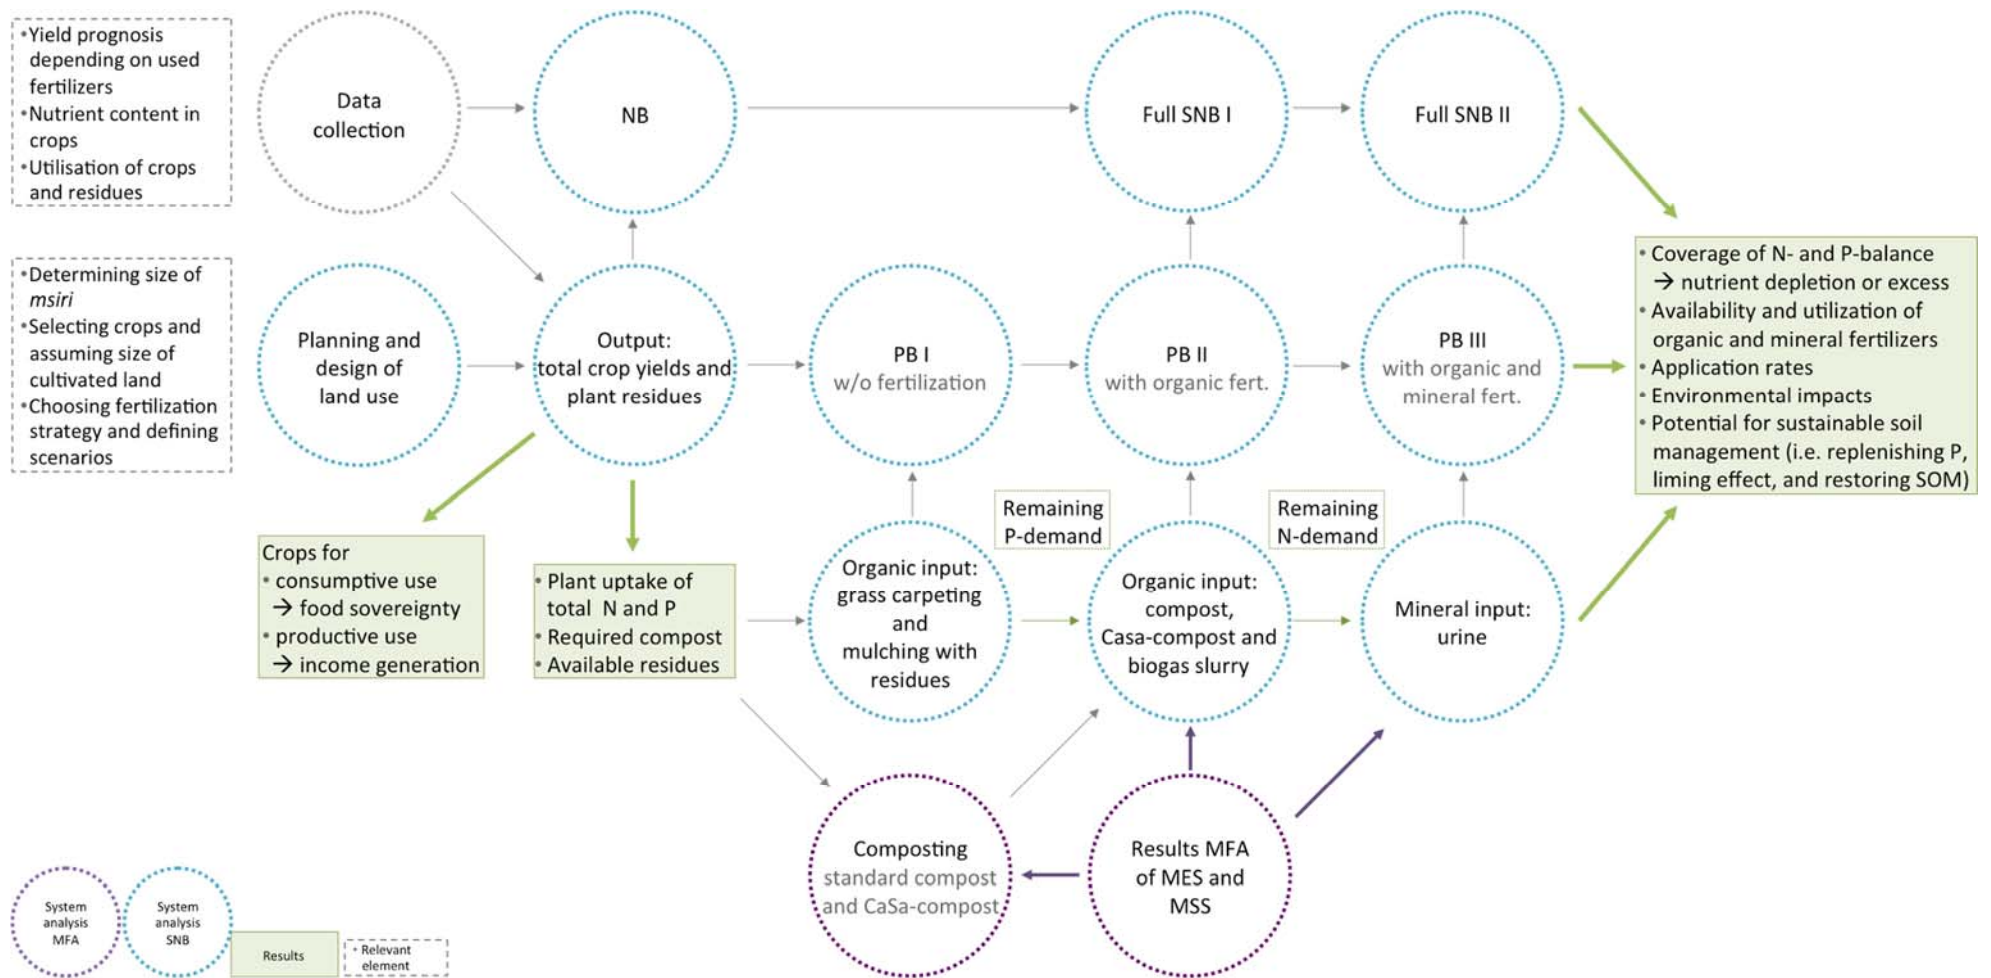 •Yield prognosis
depending on used
fertilizers
•Nutrient content in
crops
•Utilisation of crops
and residues
Data
collection
NB
Full SNB I
Full SNB II
•Determining size of
msiri
•Selecting crops and
assuming size of
cultivated land
•Choosing fertilization
strategy and defining
scenarios
Planning and
design of
land use
Output:
total crop yields and
plant residues
PB I
w/o fertilization
PB II
with organic fert.
PB III
with organic and
mineral fert.
• Coverage of N- and P-balance
→ nutrient depletion or excess
• Availability and utilization of
organic and mineral fertilizers
• Application rates
• Environmental impacts
• Potential for sustainable soil
management (i.e. replenishing P,
liming effect, and restoring SOM)
Crops for
• consumptive use
→ food sovereignty
• productive use
→ income generation
• Plant uptake of
total N and P
• Required compost
• Available residues
Organic input:
grass carpeting
and
mulching with
residues
Remaining
P-demand
Organic input:
compost,
Casa-compost and
biogas slurry
Remaining
N-demand
Mineral input:
urine
Composting
standard compost
and CaSa-compost
Results MFA
of MES and
MSS
System
analysis
MFA
System
analysis
SNB
Results
• Relevant
element